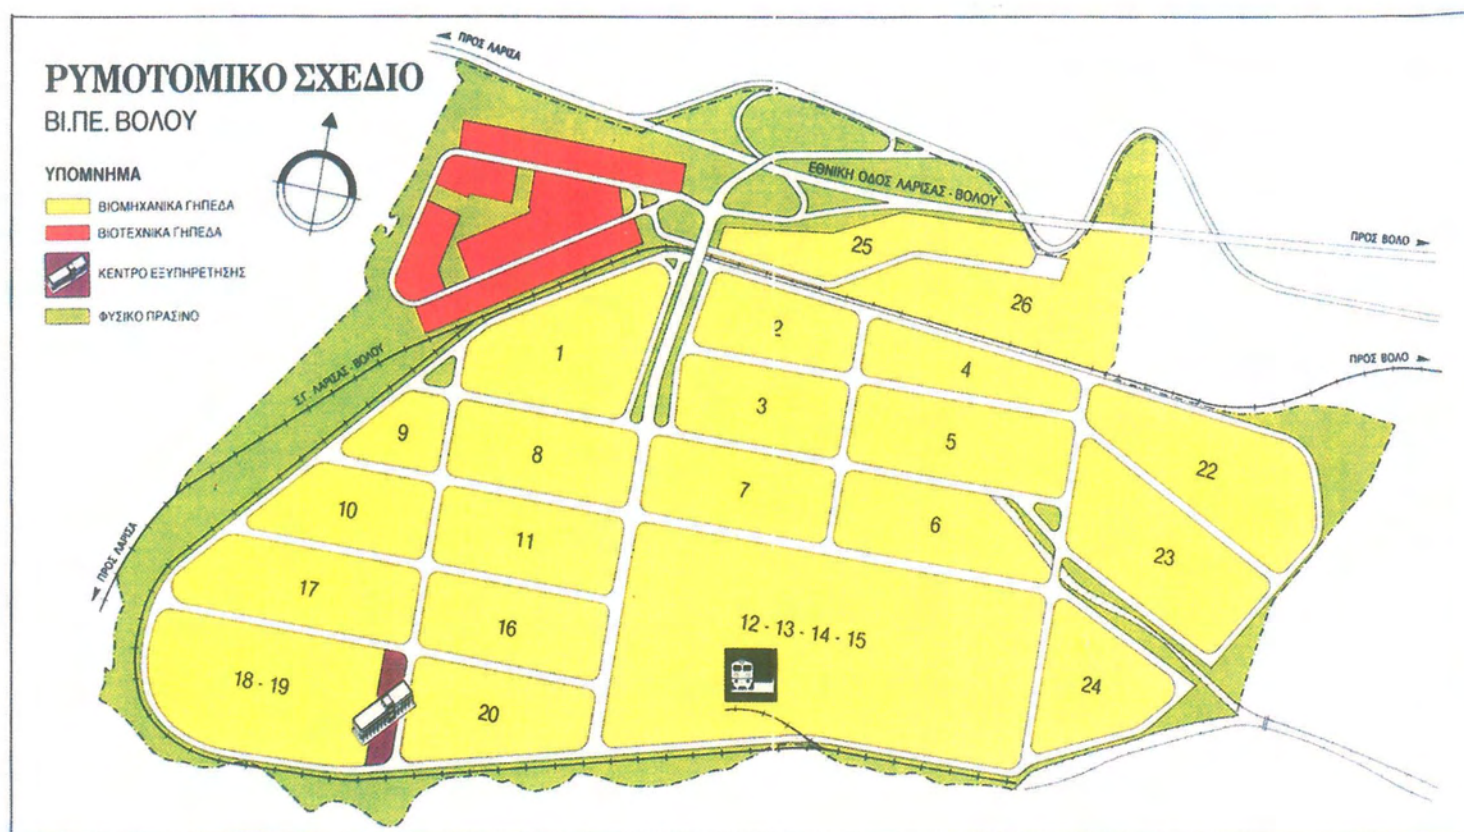 ΡΥΜΟΤΟΜΙΚΟ ΣΧΕΔΙΟ
ΒΙ.ΠΕ. ΒΟΛΟΥ
ΥΠΟΜΝΗΜΑ
ΒΙΟΜΗΧΑΝΙΚΑ ΓΗΠΕΔΑ
ΒΙΟΤΕΧΝΙΚΑ ΓΗΠΕΔΑ
ΚΕΝΤΡΟ ΕΞΥΠΗΡΕΤΗΣΗΣ
ΦΥΣΙΚΟ ΠΡΑΣΙΝΟ
ΠΡΟΣ ΛΑΡΙΣΑ
ΕΘΝΙΚΗ ΟΔΟΣ ΛΑΡΙΣΑΣ - ΒΟΛΟΥ
ΠΡΟΣ ΒΟΛΟ
25
26
ΠΡΟΣ ΒΟΛΟ
Σ.Γ. ΛΑΡΙΣΑΣ - ΒΟΛΟΥ
ΠΡΟΣ ΛΑΡΙΣΑ
1
2
4
3
5
22
9
8
7
6
23
10
11
17
16
12 - 13 - 14 - 15
18 - 19
20
24